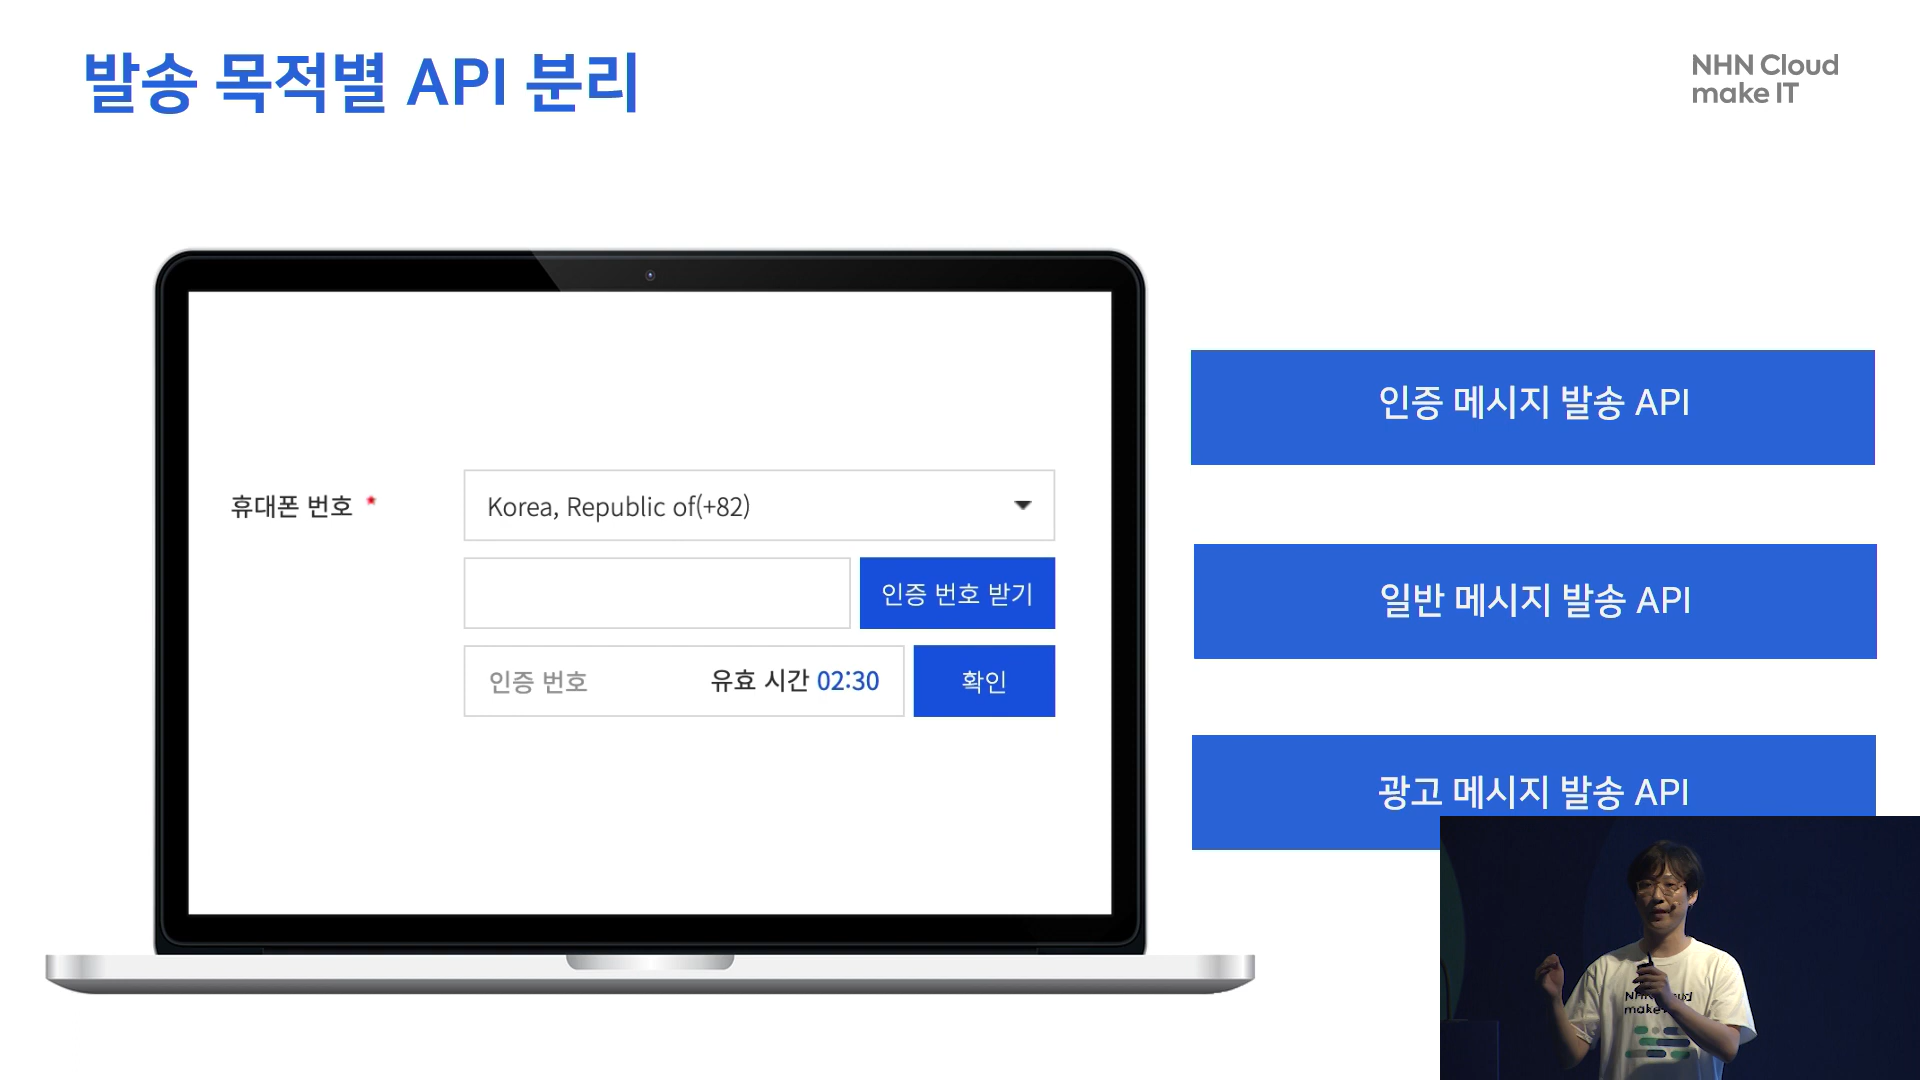 발송 목적별 API 분리
NHN Cloud
make IT
휴대폰 번호 *
Korea, Republic of(+82)
인증 번호 받기
인증 번호
유효 시간 02:30
확인
인증 메시지 발송 API
일반 메시지 발송 API
광고 메시지 발송 API
NHN
make